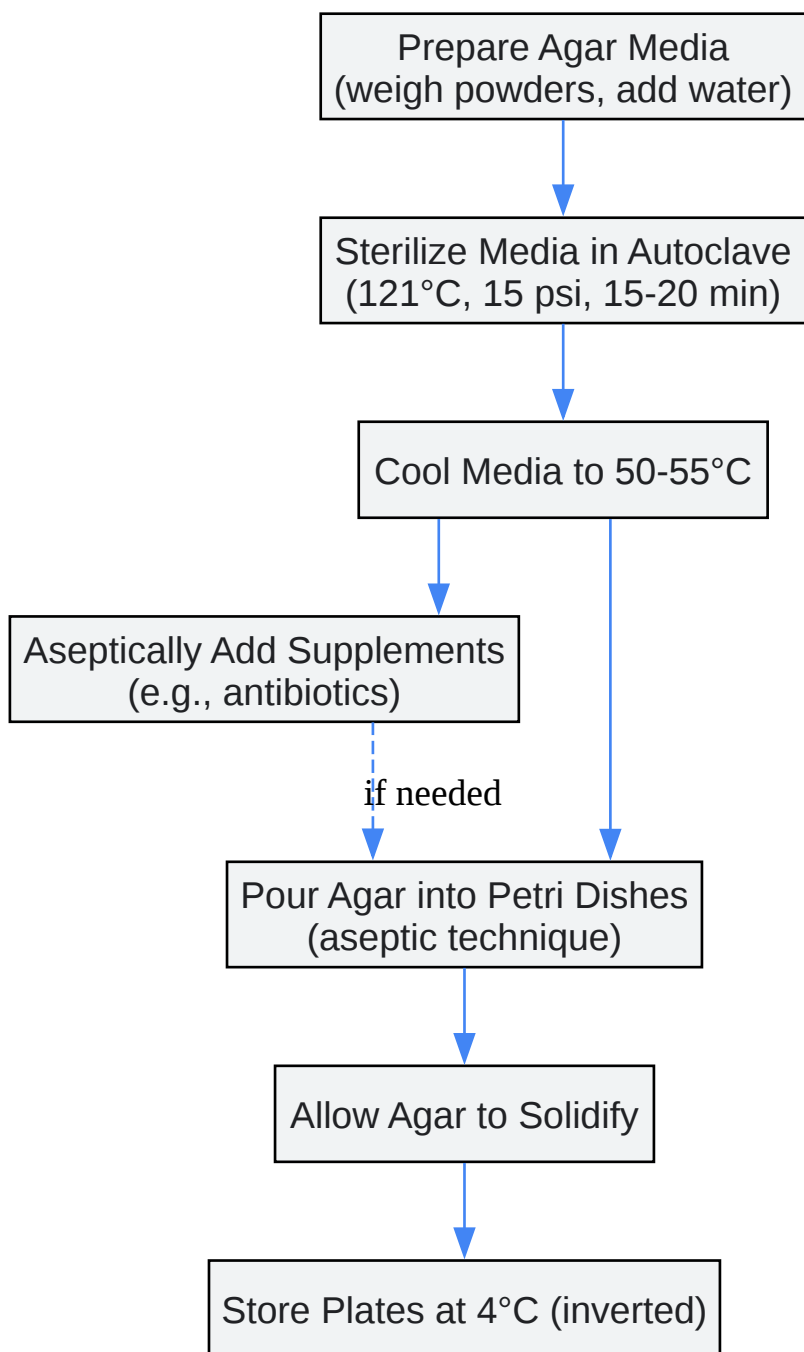 Prepare Agar Media
(weigh powders, add water)
Sterilize Media in Autoclave
(121°C, 15 psi, 15-20 min)
Cool Media to 50-55°C
Aseptically Add Supplements
(e.g., antibiotics)
if needed
Pour Agar into Petri Dishes
(aseptic technique)
Allow Agar to Solidify
Store Plates at 4°C (inverted)